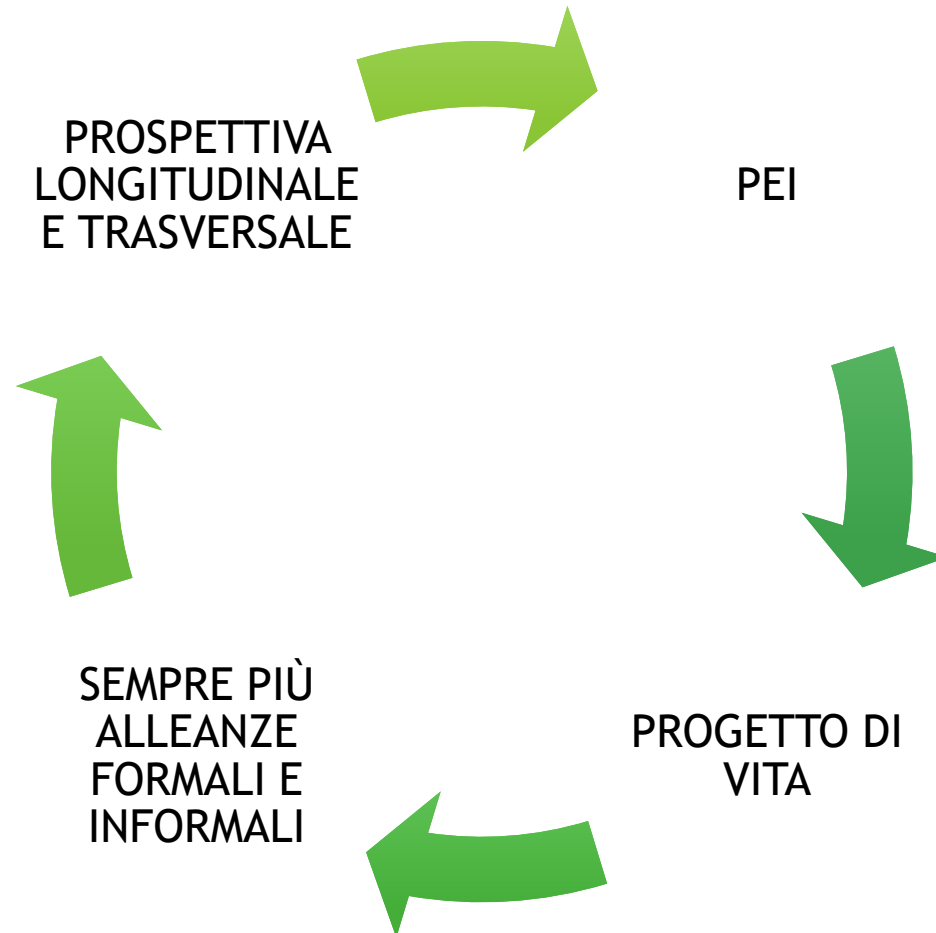 PROSPETTIVA
LONGITUDINALE
E TRASVERSALE
PEI
PROGETTO DI
VITA
SEMPRE PIÙ
ALLEANZE
FORMALI E
INFORMALI